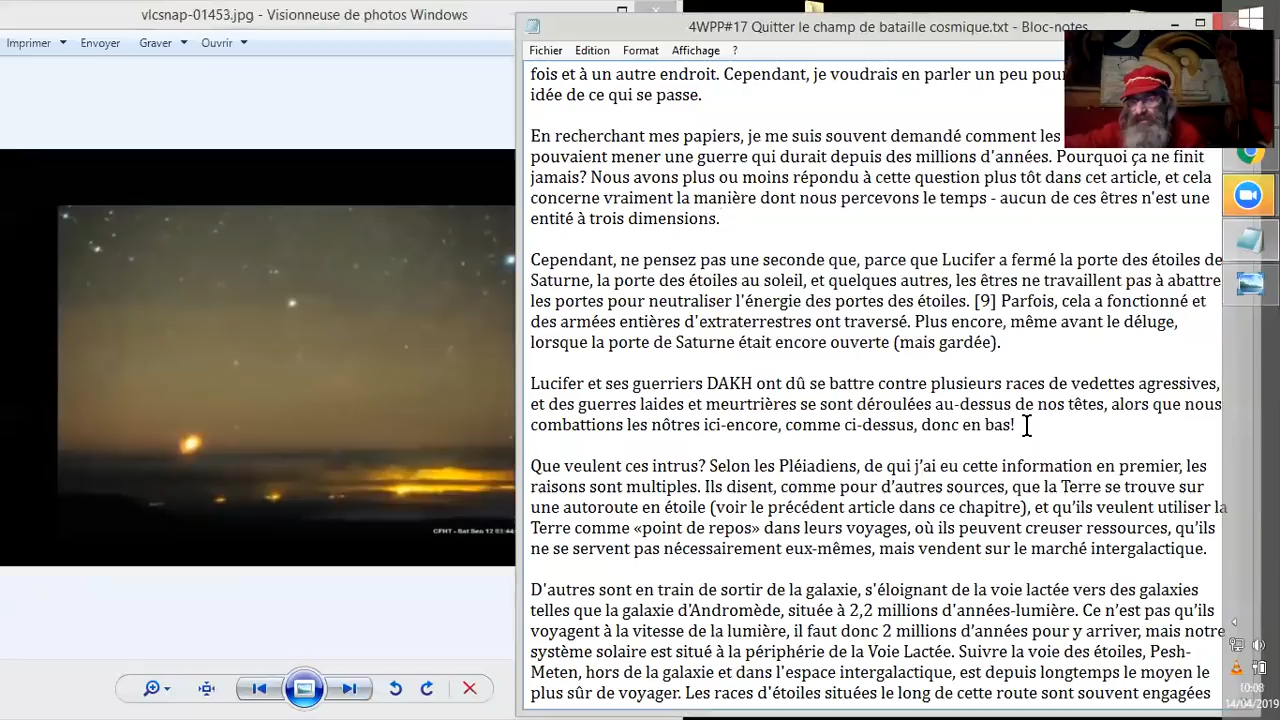 vlcsnap-01453.jpg - Visionneuse de photos Windows
Imprimer Envoyer Graver Ouvrir
4WPP#17 Quitter le champ de bataille cosmique.txt - Bloc-notes
Fichier Edition Format Affichage ?
fois et à un autre endroit. Cependant, je voudrais en parler un peu pour
idée de ce qui se passe.
En recherchant mes papiers, je me suis souvent demandé comment les
pouvaient mener une guerre qui durait depuis des millions d'années. Pourquoi ça ne finit
jamais? Nous avons plus ou moins répondu à cette question plus tôt dans cet article, et cela
concerne vraiment la manière dont nous percevons le temps - aucun de ces êtres n'est une
entité à trois dimensions.
Cependant, ne pensez pas une seconde que, parce que Lucifer a fermé la porte des étoiles de
Saturne, la porte des étoiles au soleil, et quelques autres, les êtres ne travaillent pas à abattre
les portes pour neutraliser l'énergie des portes des étoiles. [9] Parfois, cela a fonctionné et
des armées entières d'extraterrestres ont traversé. Plus encore, même avant le déluge,
lorsque la porte de Saturne était encore ouverte (mais gardée).
Lucifer et ses guerriers DAKH ont dû se battre contre plusieurs races de vedettes agressives,
et des guerres laides et meurtrières se sont déroulées au-dessus de nos têtes, alors que nous
combattions les nôtres ici-encore, comme ci-dessus, donc en bas!
Que veulent ces intrus? Selon les Pléiadiens, de qui j’ai eu cette information en premier, les
raisons sont multiples. Ils disent, comme pour d’autres sources, que la Terre se trouve sur
une autoroute en étoile (voir le précédent article dans ce chapitre), et qu’ils veulent utiliser la
Terre comme «point de repos» dans leurs voyages, où ils peuvent creuser ressources, qu’ils
ne se servent pas nécessairement eux-mêmes, mais vendent sur le marché intergalactique.
D'autres sont en train de sortir de la galaxie, s'éloignant de la voie lactée vers des galaxies
telles que la galaxie d'Andromède, située à 2,2 millions d'années-lumière. Ce n’est pas qu’ils
voyagent à la vitesse de la lumière, il faut donc 2 millions d’années pour y arriver, mais notre
système solaire est situé à la périphérie de la Voie Lactée. Suivre la voie des étoiles, Pesh-
Meten, hors de la galaxie et dans l'espace intergalactique, est depuis longtemps le moyen le
plus sûr de voyager. Les races d'étoiles situées le long de cette route sont souvent engagées
CFHT - Sat Sep 12 03:44
10:08
14/04/2019